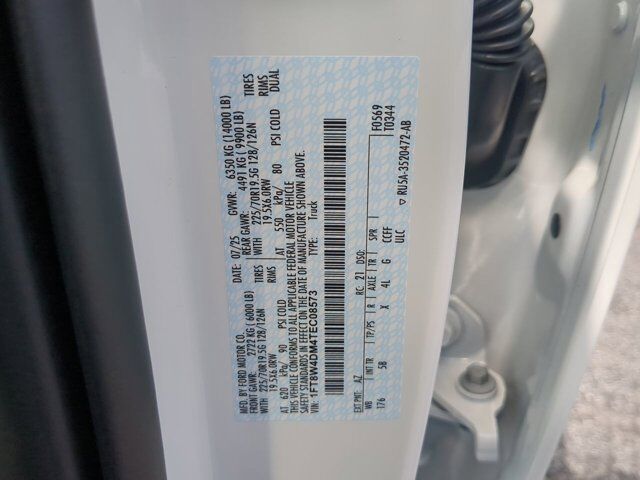 MFD. BY FORD MOTOR CO.
DATE: 07/25 GVWR: 6350 KG (14000 LB)
FRONT GAWR: 2722 KG (6000 LB) REAR GAWR: 4491 KG (9900 LB)
WITH 225/70R19.5G 128/126N TIRES WITH 225/70R19.5G 128/126N TIRES
19.5X6.0RW RIMS 19.5X6.0RW RIMS
AT 620 kPa/ 90 PSI COLD AT 550 kPa/ 80 PSI COLD DUAL
THIS VEHICLE CONFORMS TO ALL APPLICABLE FEDERAL MOTOR VEHICLE
SAFETY STANDARDS IN EFFECT ON THE DATE OF MANUFACTURE SHOWN ABOVE.
VIN: 1FT8W4DM4TEC08573 TYPE: Truck
F0569
T0344
EXT PNT: AZ RC: 21 DSO:
WB INT TR TP/PS R AXLE TR SPR
176 5B X 4L G CCFF
ULC
RU5A-3520472-AB